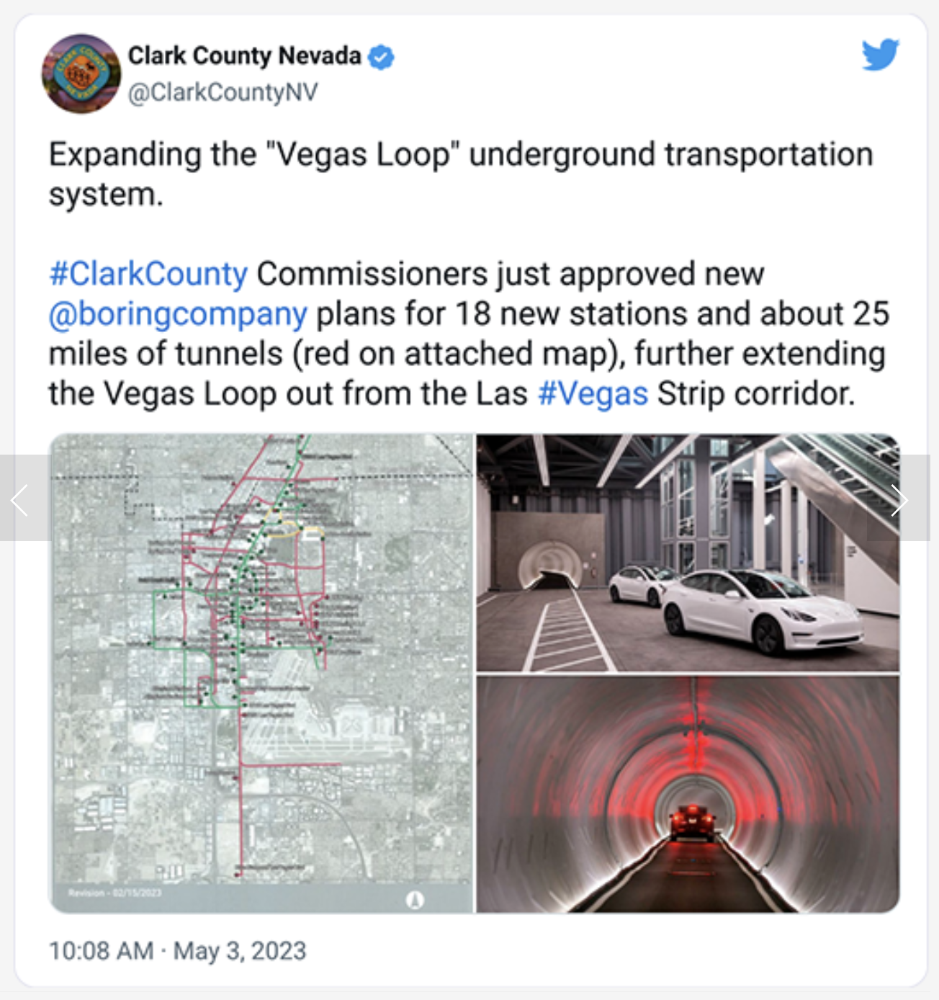 Clark County Nevada
@ClarkCountyNV
Expanding the "Vegas Loop" underground transportation
system.
#ClarkCounty Commissioners just approved new
@boringcompany plans for 18 new stations and about 25
miles of tunnels (red on attached map), further extending
the Vegas Loop out from the Las #Vegas Strip corridor.
Revision - 02/15/2023
10:08 AM · May 3, 2023